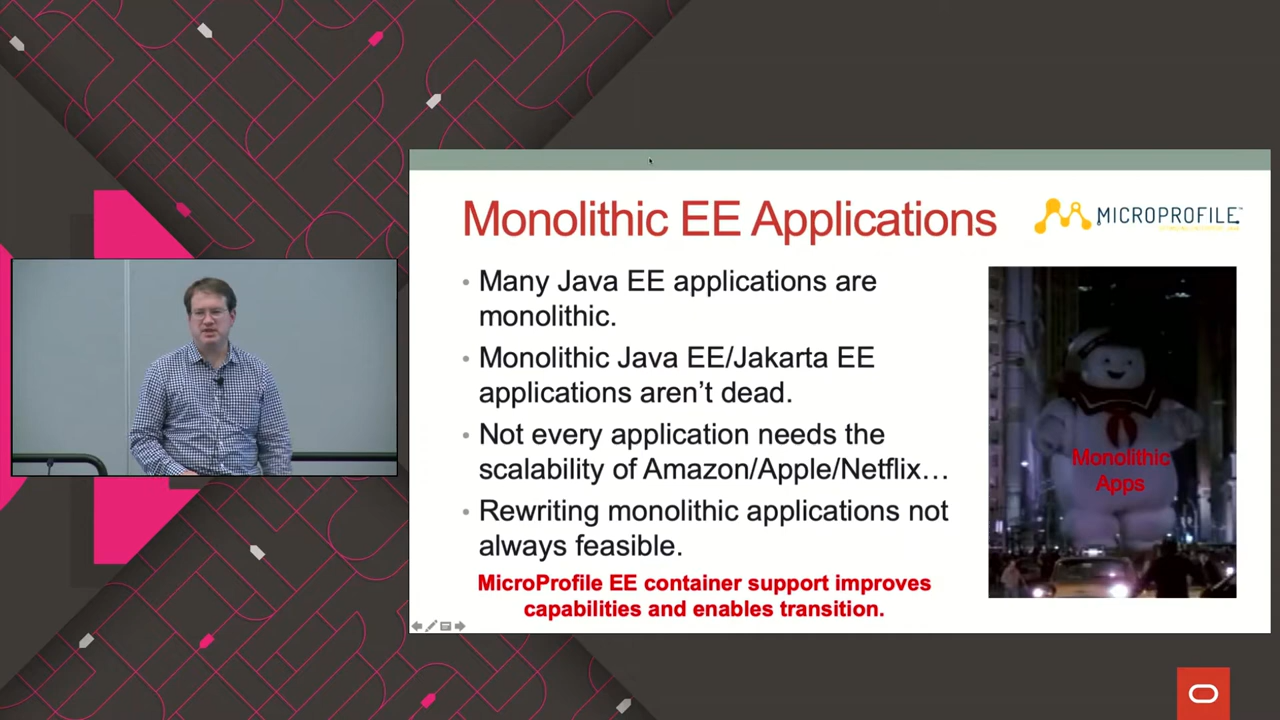 Monolithic EE Applications
MICROPROFILE™
• Many Java EE applications are
monolithic.
• Monolithic Java EE/Jakarta EE
applications aren't dead.
• Not every application needs the
scalability of Amazon/Apple/Netflix…
• Rewriting monolithic applications not
always feasible.
MicroProfile EE container support improves
capabilities and enables transition.
Monolithic
Apps